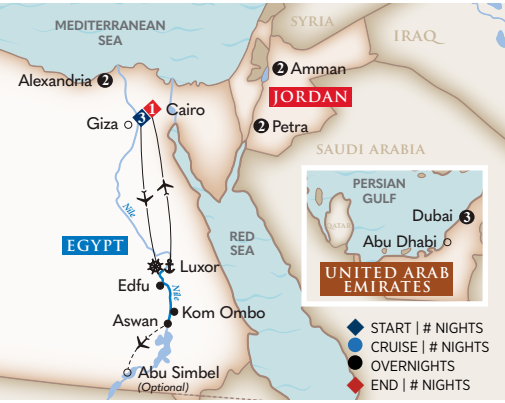 MEDITERRANEAN
SEA
SYRIA
IRAQ
Alexandria 2
2 Amman
JORDAN
3
1
Cairo
Giza
2 Petra
SAUDI ARABIA
Nile
PERSIAN
GULF
QATAR
Dubai 3
Abu Dhabi
UNITED ARAB
EMIRATES
RED
SEA
EGYPT
Luxor
Edfu
Nile
Kom Ombo
Aswan
Abu Simbel
(Optional)
START | # NIGHTS
CRUISE | # NIGHTS
OVERNIGHTS
END | # NIGHTS